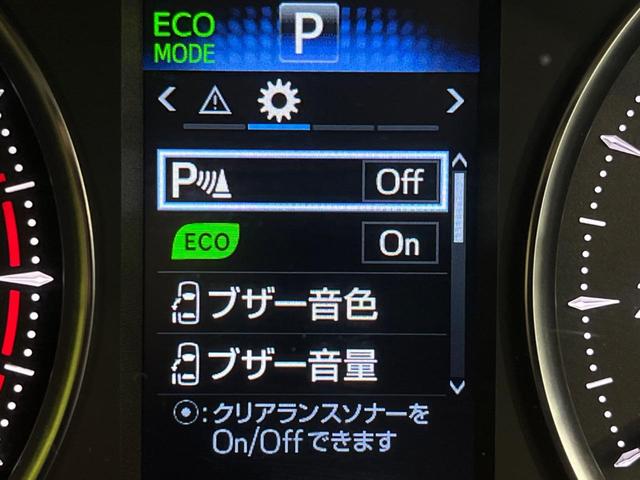 ECO
MODE
P
P Off
ECO On
ブザー音色
ブザー音量
⦿:クリアランスソナーを
On/Offできます